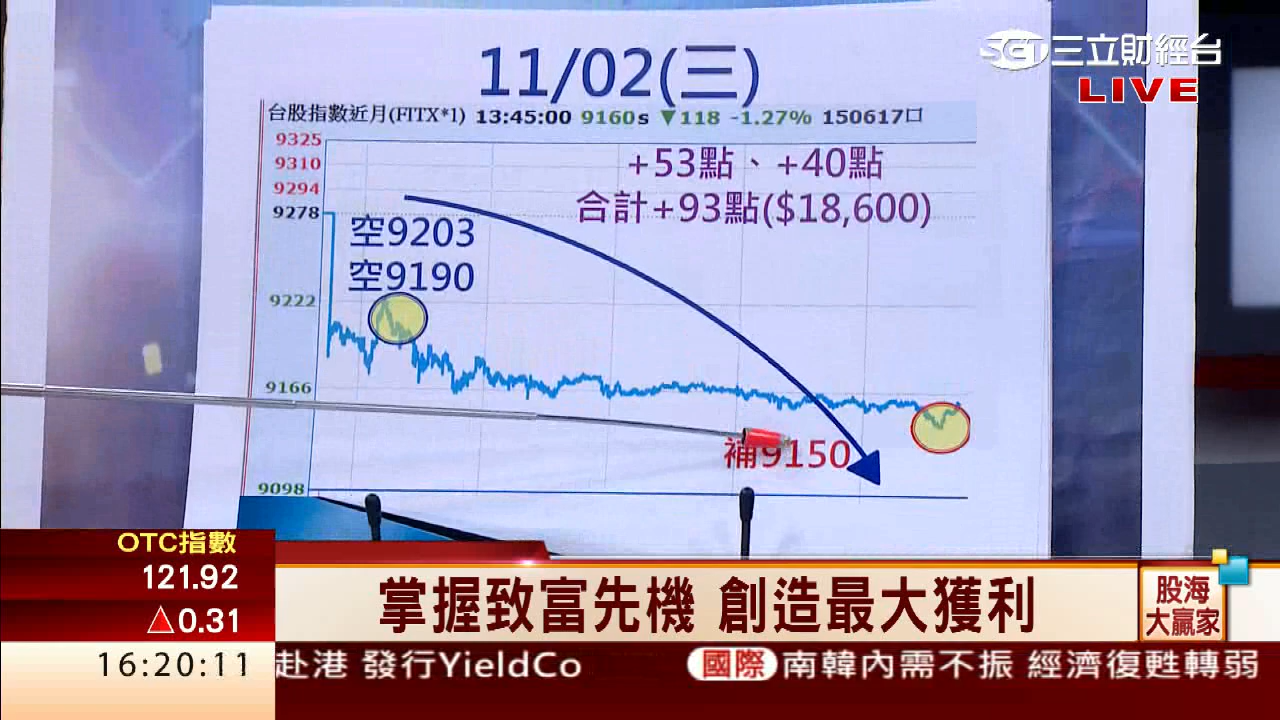 11/02(三)
SET三立財經台
LIVE
台股指數近月(FITX*1) 13:45:00 9160s ▼118 -1.27% 150617口
9325
9310
9294
9278
9222
9166
9098
+53點、+40點
合計+93點($18,600)
空9203
空9190
補9150
OTC指數
121.92
△0.31
掌握致富先機 創造最大獲利
股海
大贏家
16:20:11
赴港 發行YieldCo
國際 南韓內需不振 經濟復甦轉弱